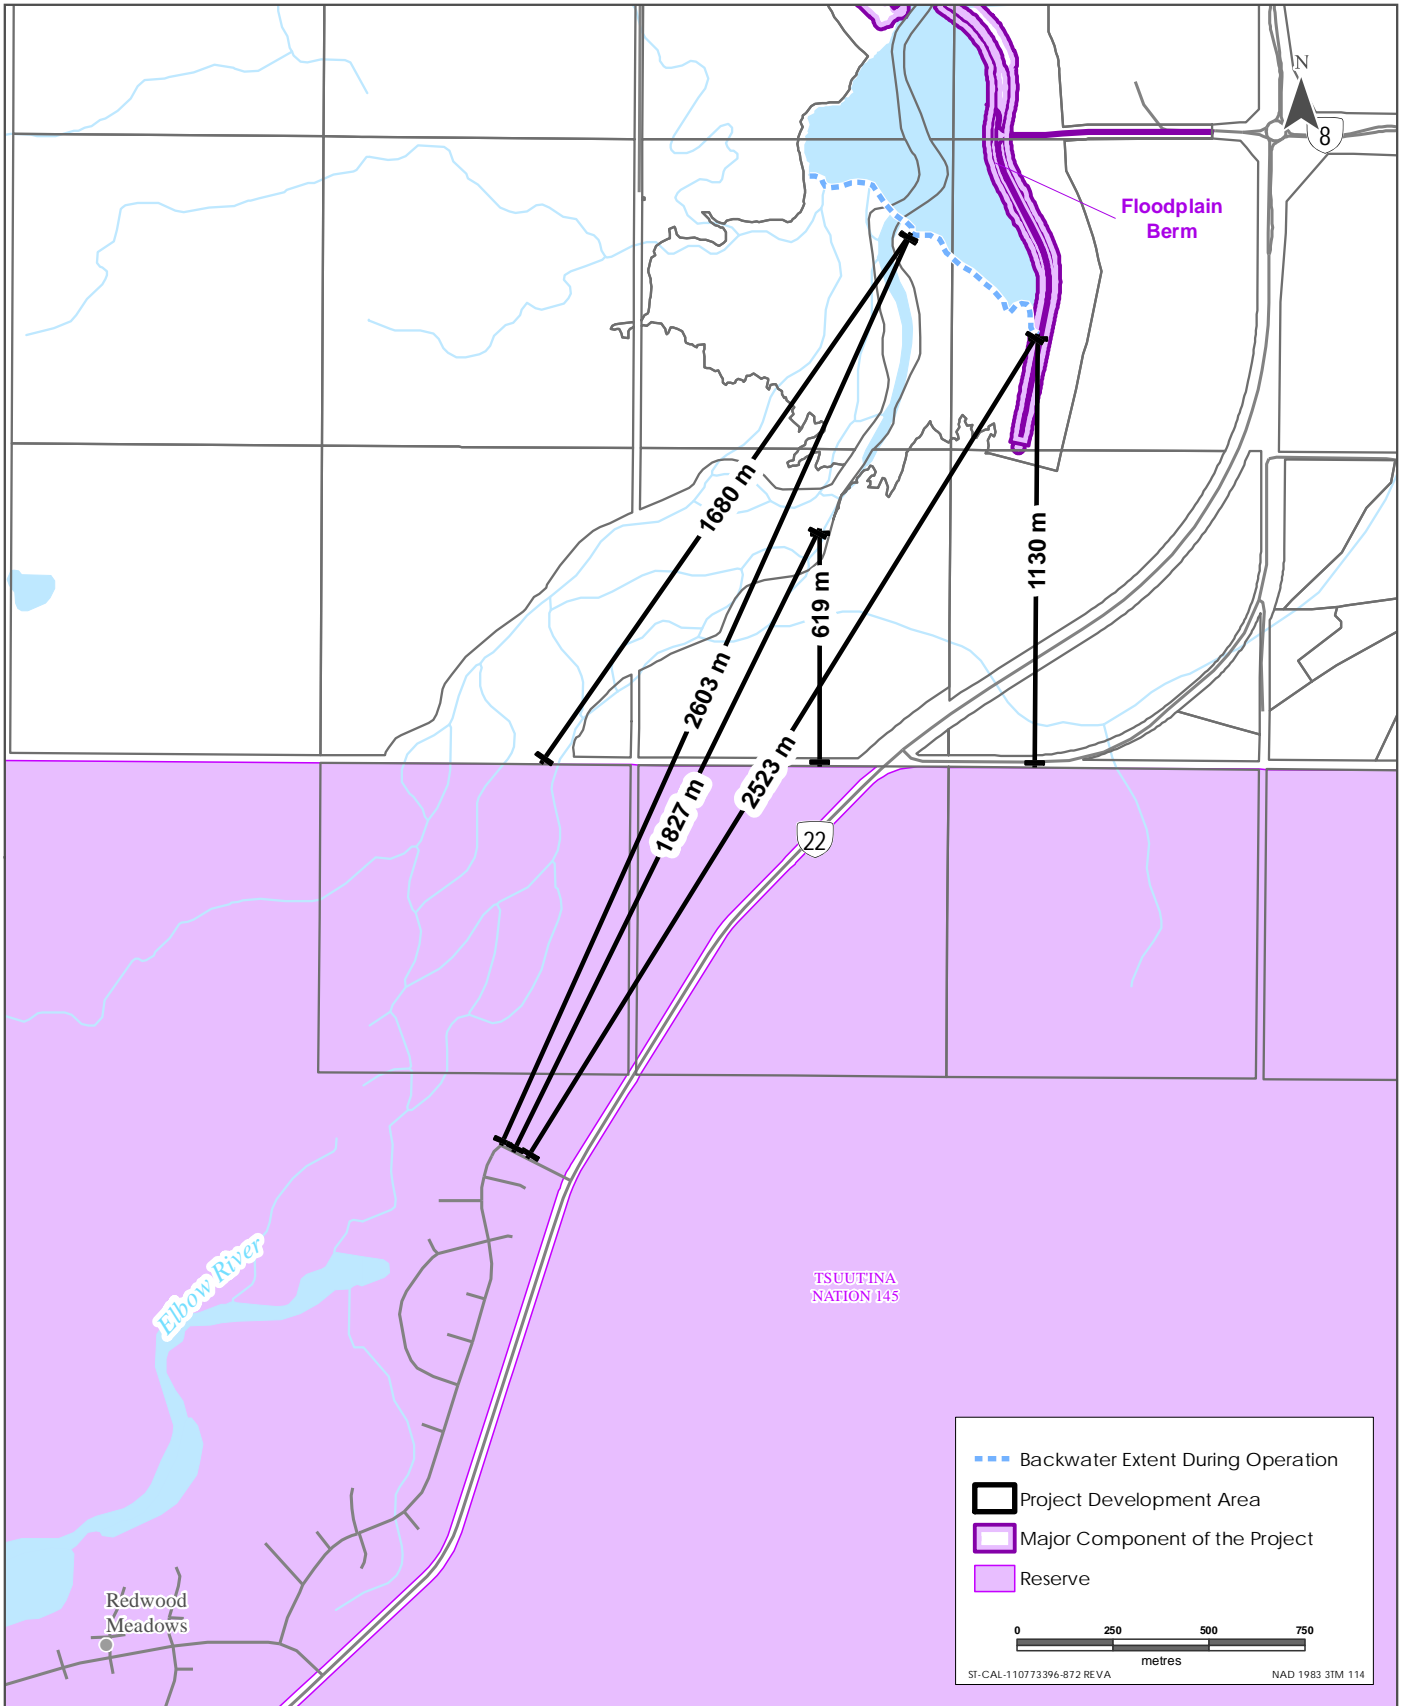 N
8
Floodplain
Berm
1680 m
1130 m
619 m
2603 m
2523 m
1827 m
22
Elbow River
TSUUT'INA
NATION 145
Redwood
Meadows
Backwater Extent During Operation
Project Development Area
Major Component of the Project
Reserve
0 250 500 750
metres
ST-CAL-110773396-872 REVA NAD 1983 3TM 114